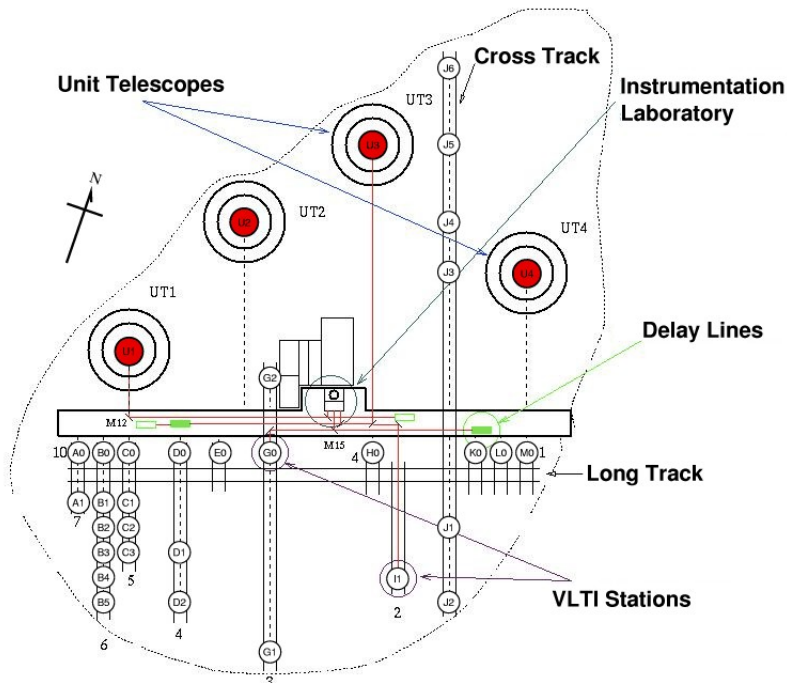 Cross Track
Unit Telescopes
Instrumentation
Laboratory
J6
UT3
U3
J5
N
UT2
U2
J4
UT4
J3
U4
UT1
Delay Lines
U1
G2
M12
M15
10 A0 B0 C0 D0 E0 G0 4 H0 K0 L0 M0 1
Long Track
A1 B1 C1
7
B2 C2
J1
B3 C3 D1
5
B4
I1
VLTI Stations
B5 D2 J2
4
2
6
G1
3